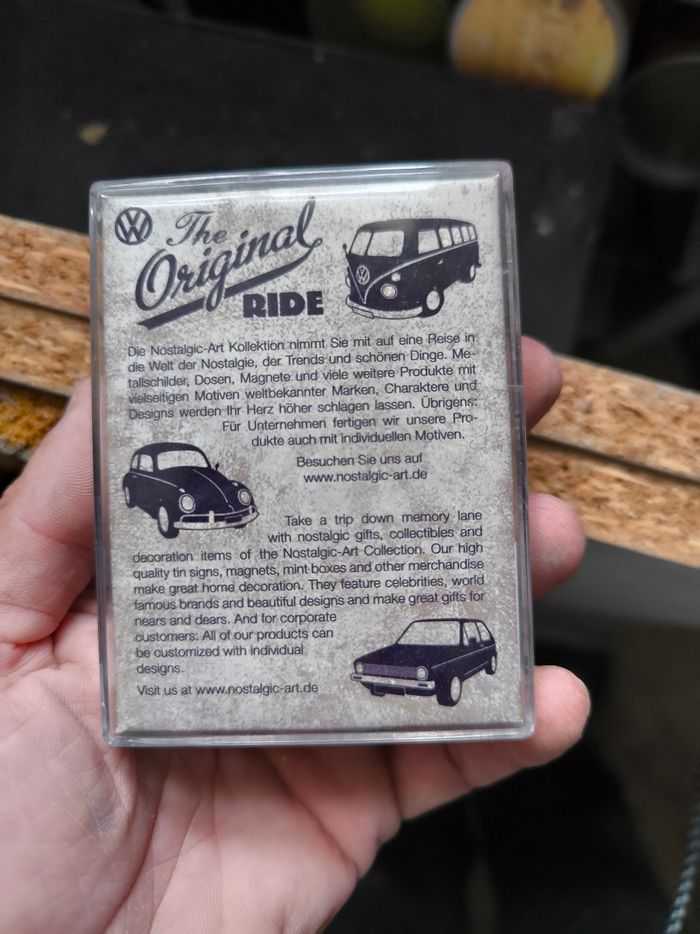 The
Original
RIDE
Die Nostalgic-Art Kollektion nimmt Sie mit auf eine Reise in
die Welt der Nostalgie, der Trends und schönen Dinge. Me-
tallschilder, Dosen, Magnete und viele weitere Produkte mit
vielseitigen Motiven weltbekannter Marken, Charaktere und
Designs werden Ihr Herz höher schlagen lassen. Übrigens:
Für Unternehmen fertigen wir unsere Pro-
dukte auch mit individuellen Motiven.
Besuchen Sie uns auf
www.nostalgic-art.de
Take a trip down memory lane
with nostalgic gifts, collectibles and
decoration items of the Nostalgic-Art Collection. Our high
quality tin signs, magnets, mint boxes and other merchandise
make great home decoration. They feature celebrities, world
famous brands and beautiful designs and make great gifts for
nears and dears. And for corporate
customers: All of our products can
be customized with individual
designs.
Visit us at www.nostalgic-art.de